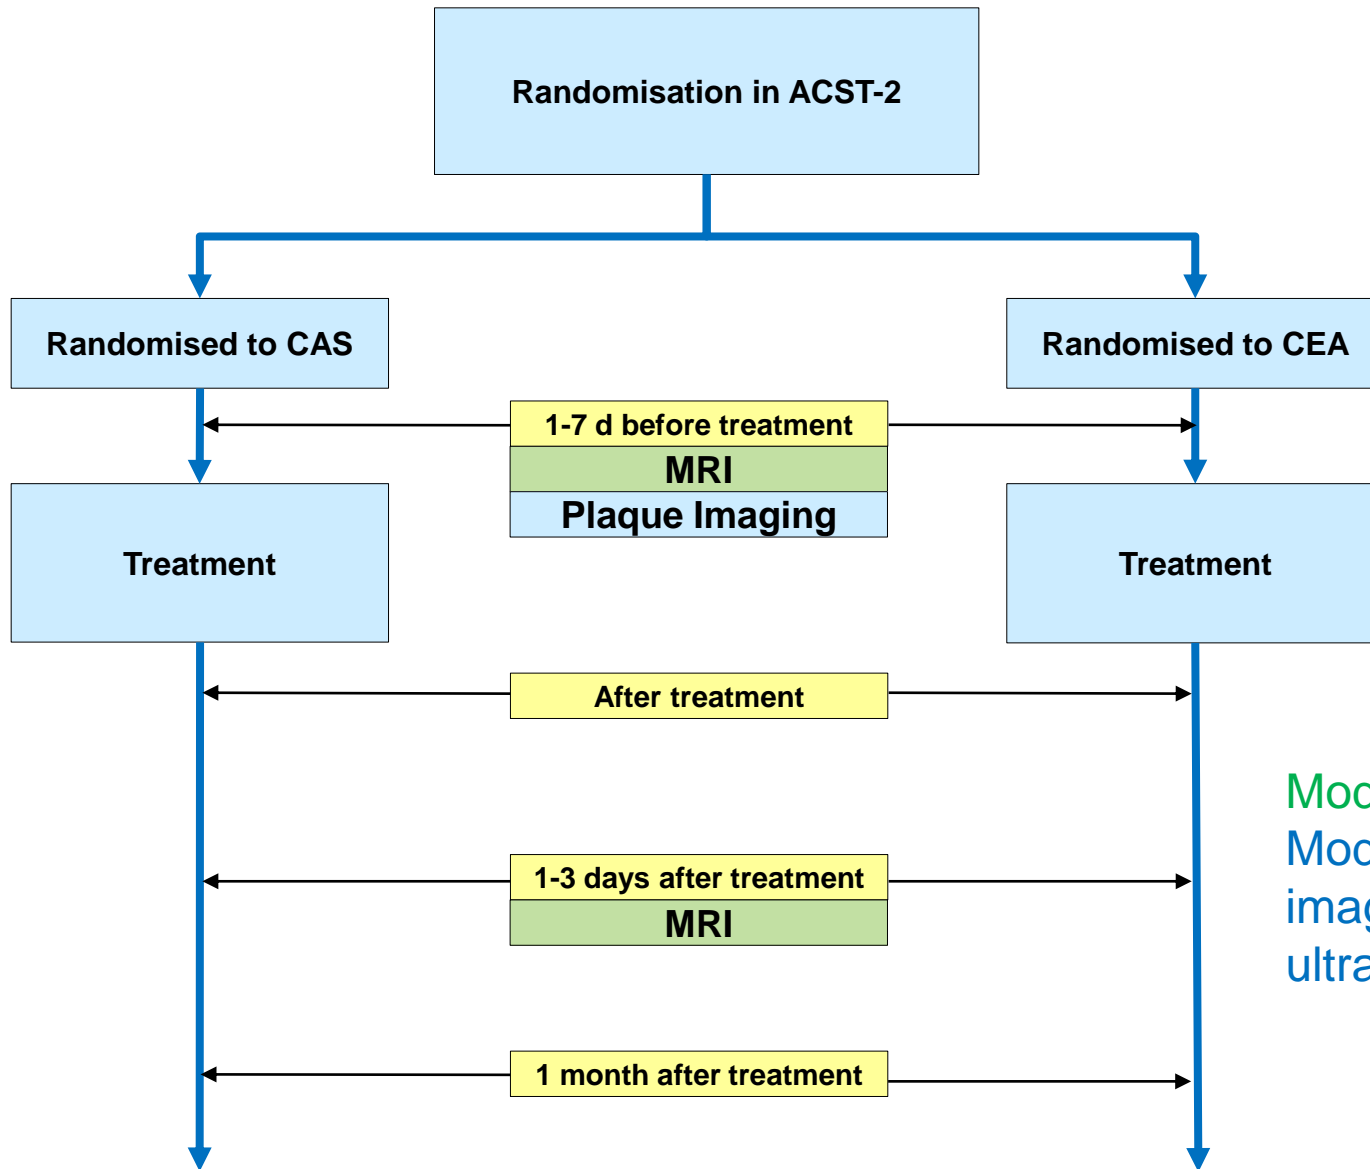 Randomisation in ACST-2
Randomised to CAS
Randomised to CEA
1-7 d before treatment
MRI
Plaque Imaging
Treatment
Treatment
After treatment
1-3 days after treatment
MRI
1 month after treatment